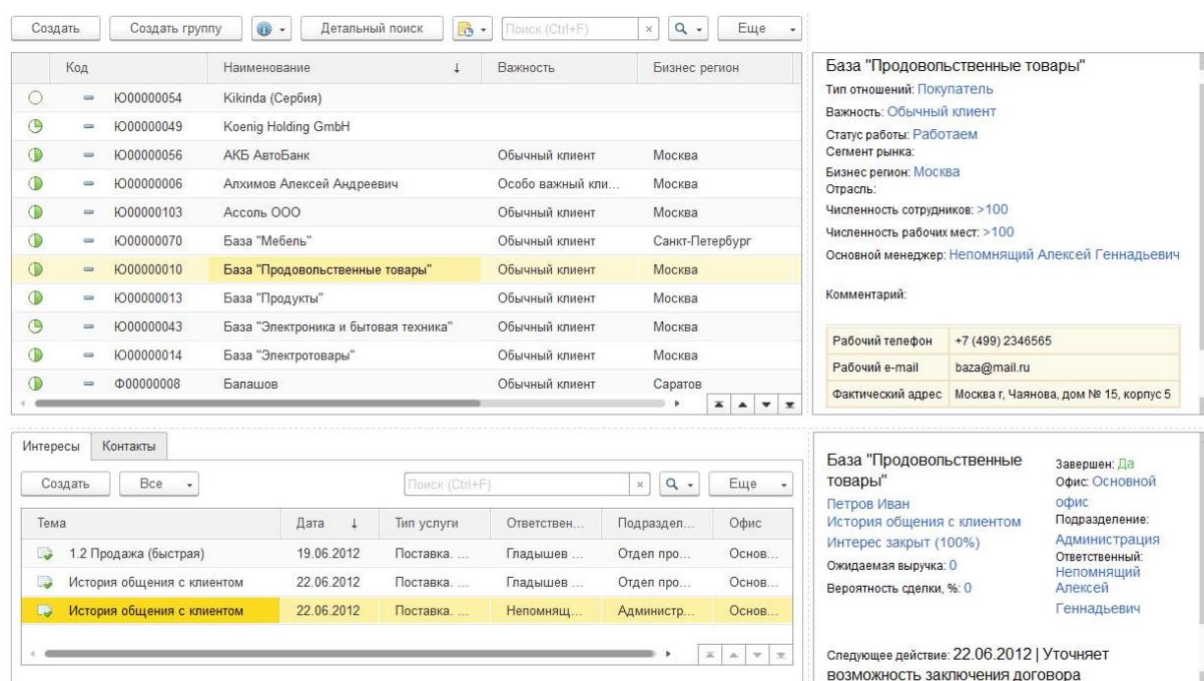 Создать Создать группу Детальный поиск Поиск (Ctrl+F) × Еще
Код Наименование ↓ Важность Бизнес регион
Ю00000054 Kikinda (Сербия)
Ю00000049 Koenig Holding GmbH
Ю00000056 АКБ АвтоБанк Обычный клиент Москва
Ю00000006 Алхимов Алексей Андреевич Особо важный кли... Москва
Ю00000103 Ассоль ООО Обычный клиент Москва
Ю00000070 База "Мебель" Обычный клиент Санкт-Петербург
Ю00000010 База "Продовольственные товары" Обычный клиент Москва
Ю00000013 База "Продукты" Обычный клиент Москва
Ю00000043 База "Электроника и бытовая техника" Обычный клиент Москва
Ю00000014 База "Электротовары" Обычный клиент Москва
Ф00000008 Балашов Обычный клиент Саратов
База "Продовольственные товары"
Тип отношений: Покупатель
Важность: Обычный клиент
Статус работы: Работаем
Сегмент рынка:
Бизнес регион: Москва
Отрасль:
Численность сотрудников: >100
Численность рабочих мест: >100
Основной менеджер: Непомнящий Алексей Геннадьевич
Комментарий:
Рабочий телефон +7 (499) 2346565
Рабочий e-mail baza@mail.ru
Фактический адрес Москва г, Чаянова, дом № 15, корпус 5
Интересы Контакты
Создать Все Поиск (Ctrl+F) × Еще
Тема Дата ↓ Тип услуги Ответствен... Подраздел... Офис
1.2 Продажа (быстрая) 19.06.2012 Поставка. ... Гладышев ... Отдел про... Основ...
История общения с клиентом 22.06.2012 Поставка. ... Гладышев ... Отдел про... Основ...
История общения с клиентом 22.06.2012 Поставка. ... Непомнящ... Администр... Основ...
База "Продовольственные
товары"
Петров Иван
История общения с клиентом
Интерес закрыт (100%)
Ожидаемая выручка: 0
Вероятность сделки, %: 0
Завершен: Да
Офис: Основной
офис
Подразделение:
Администрация
Ответственный:
Непомнящий
Алексей
Геннадьевич
Следующее действие: 22.06.2012 | Уточняет
возможность заключения договора